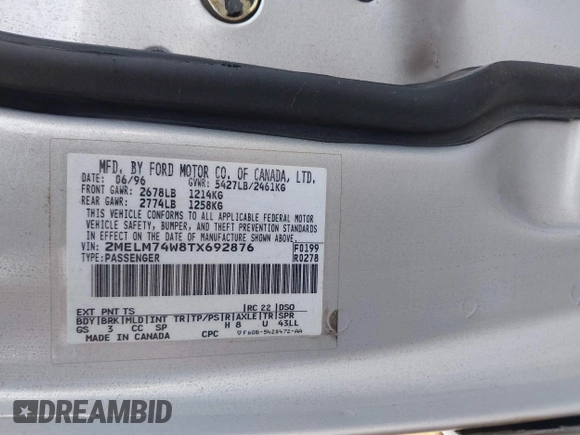 MFD. BY FORD MOTOR CO. OF CANADA, LTD.
DATE: 06/96 GVWR: 5427LB/2461KG
FRONT GAWR: 2678LB 1214KG
REAR GAWR: 2774LB 1258KG
THIS VEHICLE CONFORMS TO ALL APPLICABLE FEDERAL MOTOR
VEHICLE SAFETY, BUMPER, AND THEFT PREVENTION STANDARDS
IN EFFECT ON THE DATE OF MANUFACTURE SHOWN ABOVE.
VIN: 2MELM74W8TX692876 F0199
TYPE: PASSENGER R0278
EXT PNT TS RC 22 DSO
BDY BRK MLD INT TR TP/PS R AXLE TR SPR
GS 3 CC SP H 8 U 43LL
MADE IN CANADA CPC F60B-5420472-AA
DREAMBID